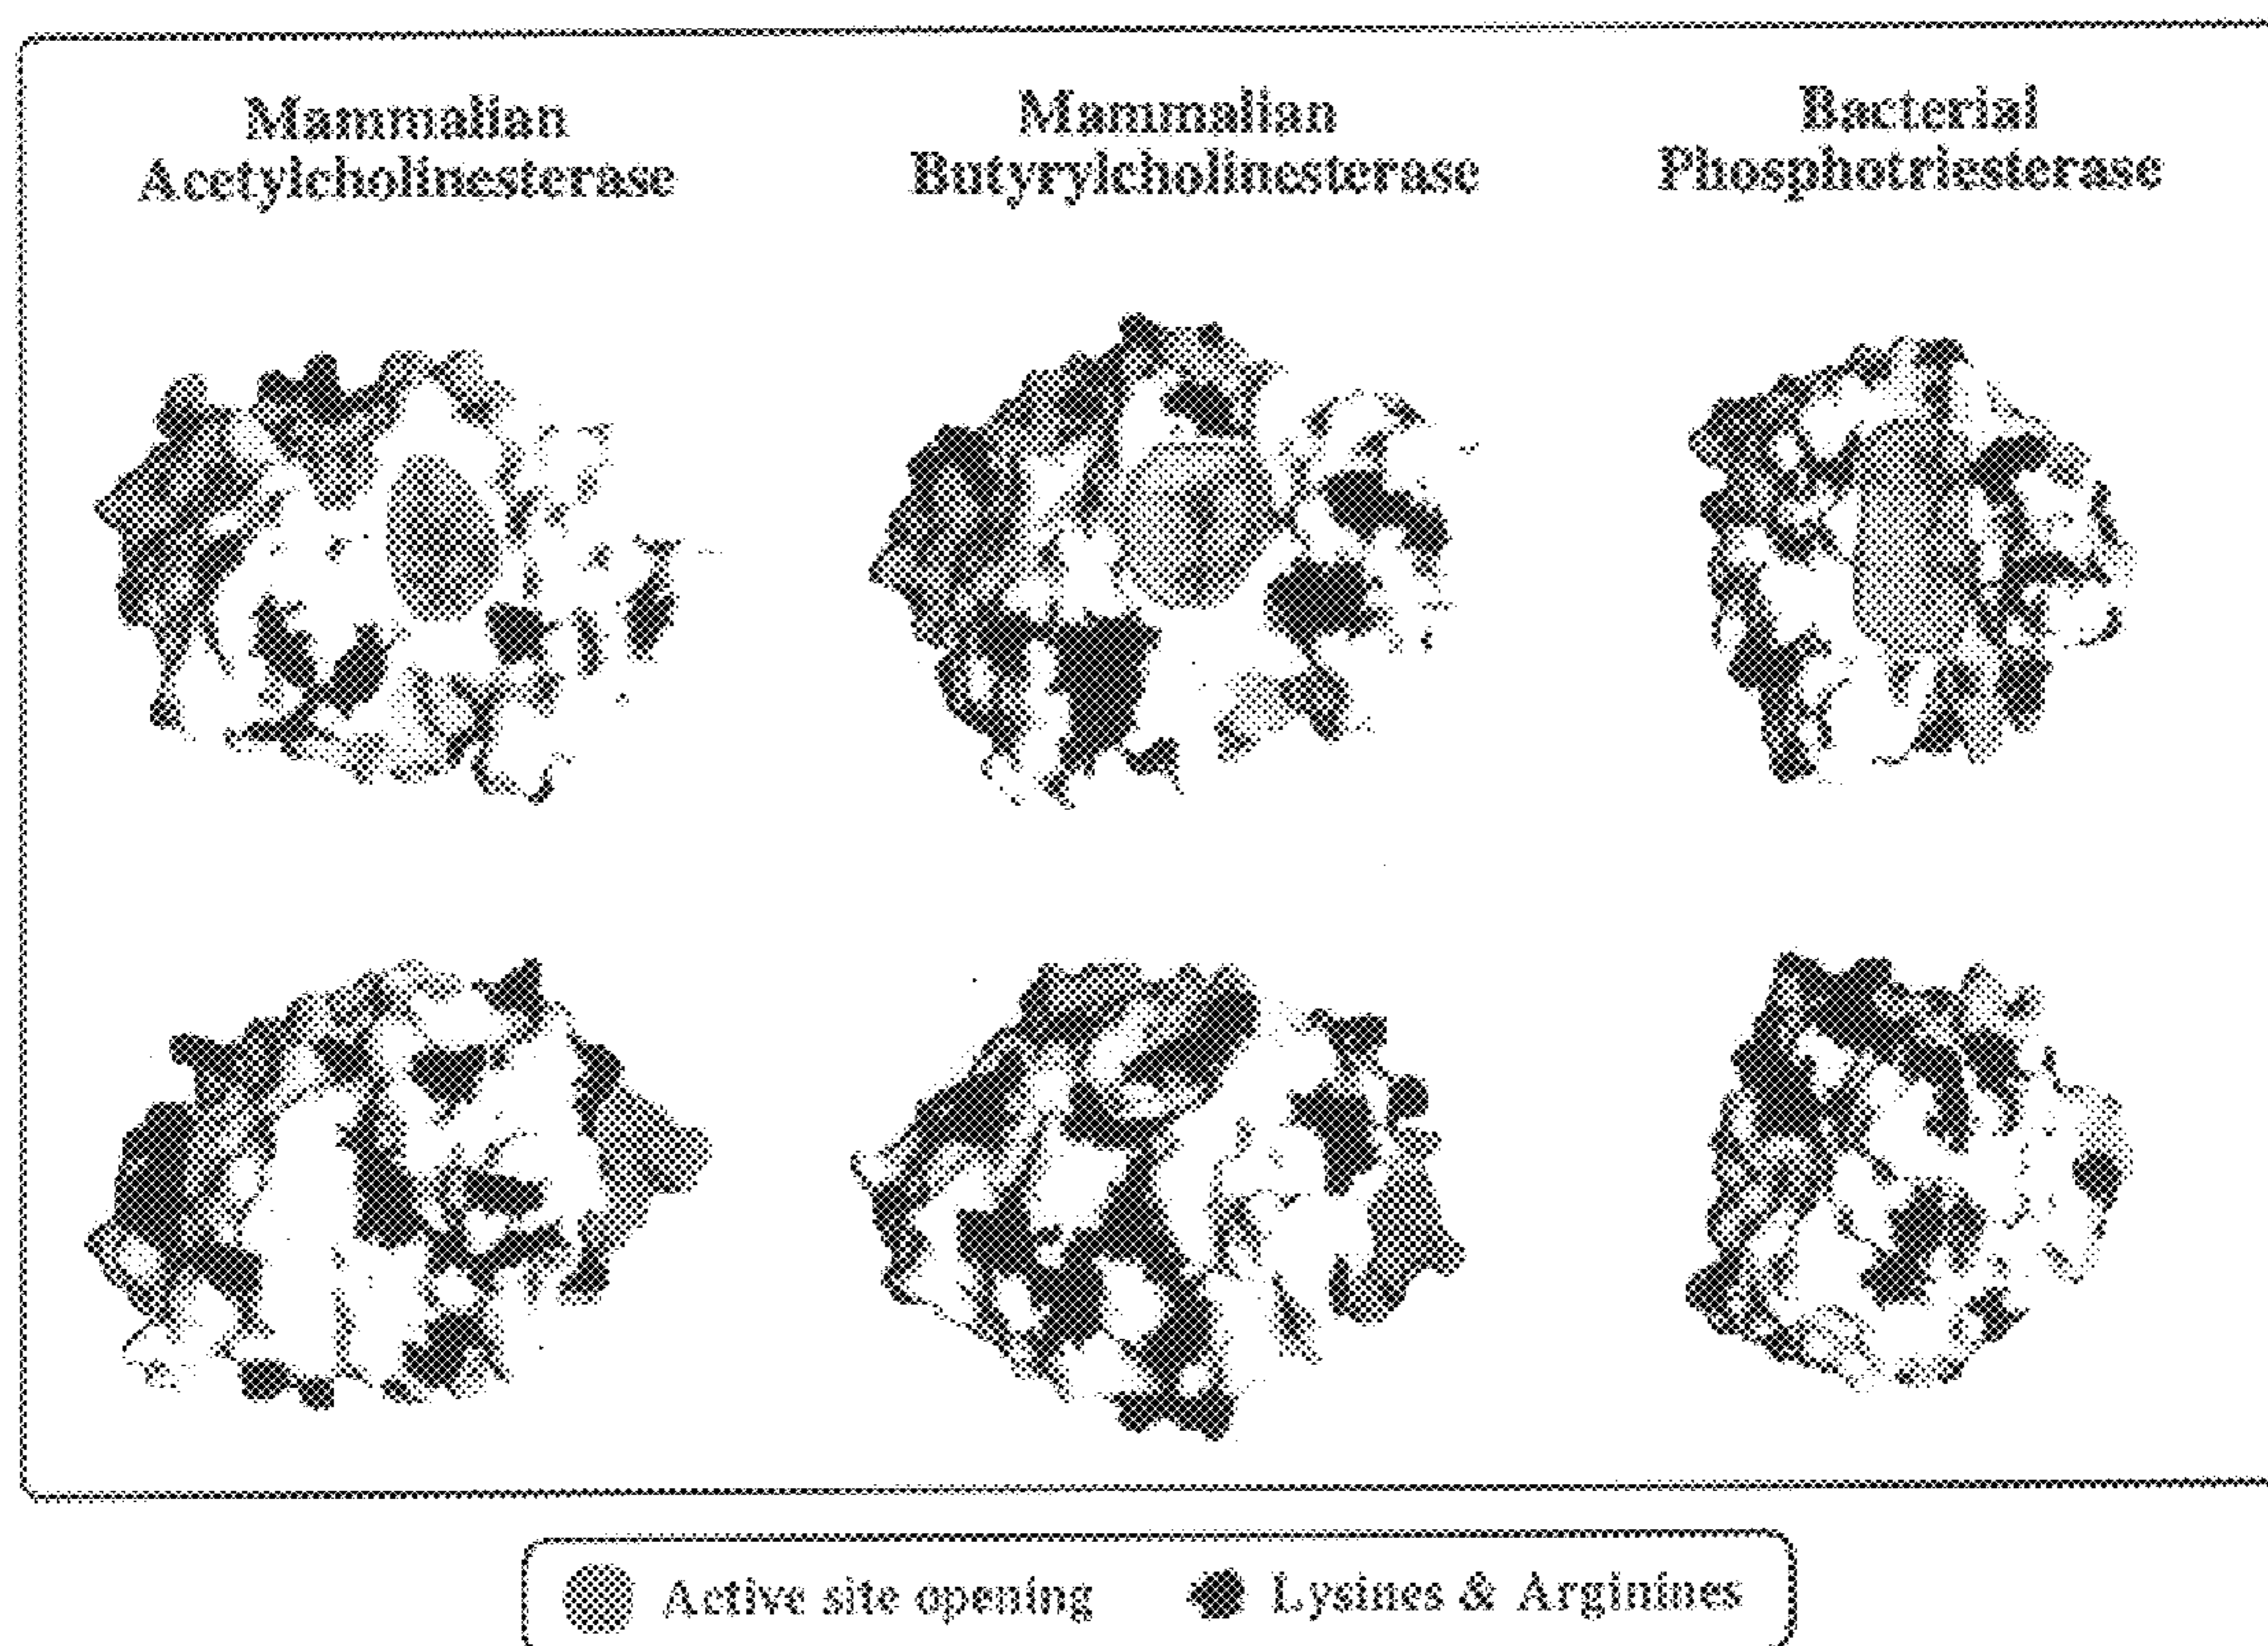 Mammalian
Acetylcholinesterase
Mammalian
Butyrylcholinesterase
Bacterial
Phosphotriesterase
Active site opening
Lysines & Arginines